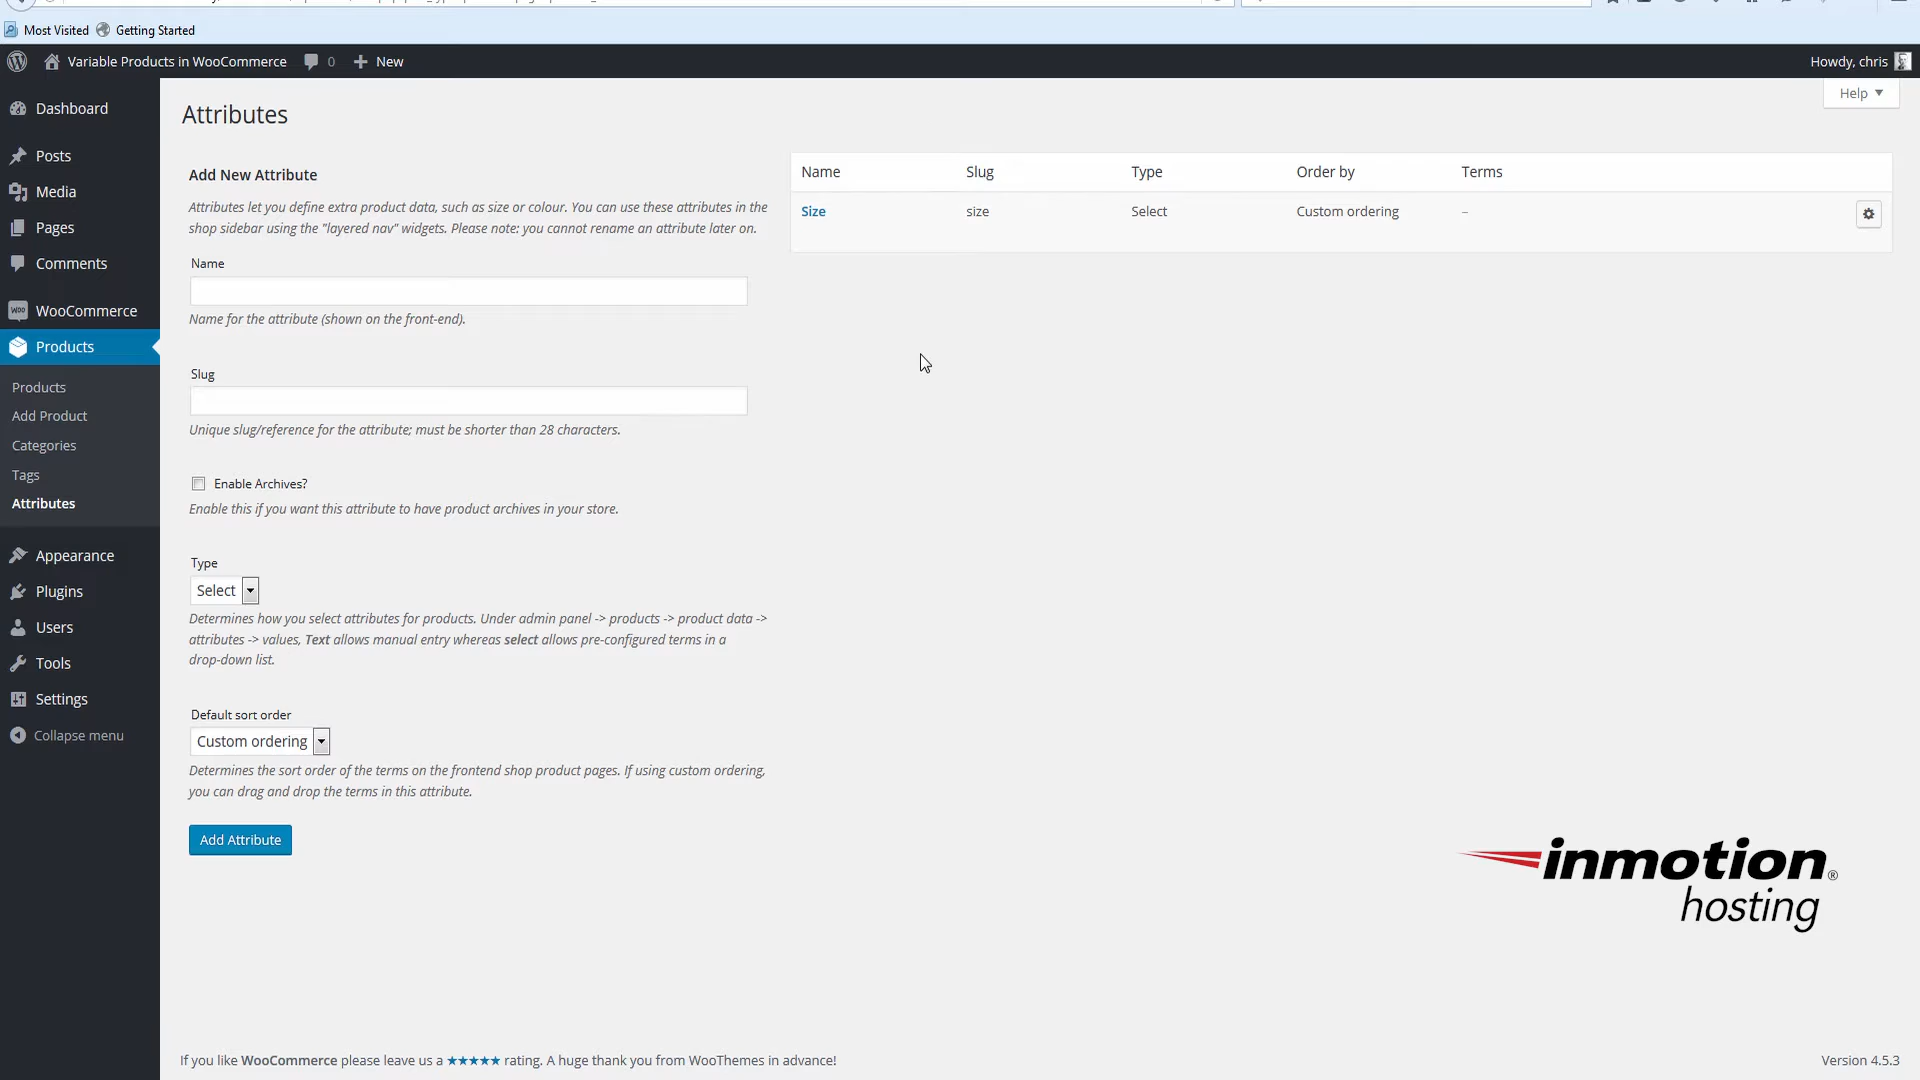 Most Visited Getting Started
Variable Products in WooCommerce 0 New Howdy, chris
Help
Dashboard
Posts
Media
Pages
Comments
WooCommerce
Products
Products
Add Product
Categories
Tags
Attributes
Appearance
Plugins
Users
Tools
Settings
Collapse menu
Attributes
Add New Attribute
Attributes let you define extra product data, such as size or colour. You can use these attributes in the
shop sidebar using the "layered nav" widgets. Please note: you cannot rename an attribute later on.
Name
Name for the attribute (shown on the front-end).
Slug
Unique slug/reference for the attribute; must be shorter than 28 characters.
Enable Archives?
Enable this if you want this attribute to have product archives in your store.
Type
Select
Determines how you select attributes for products. Under admin panel -> products -> product data ->
attributes -> values, Text allows manual entry whereas select allows pre-configured terms in a
drop-down list.
Default sort order
Custom ordering
Determines the sort order of the terms on the frontend shop product pages. If using custom ordering,
you can drag and drop the terms in this attribute.
Add Attribute
Name Slug Type Order by Terms
Size size Select Custom ordering –
inmotion®
hosting
If you like WooCommerce please leave us a ★★★★★ rating. A huge thank you from WooThemes in advance! Version 4.5.3